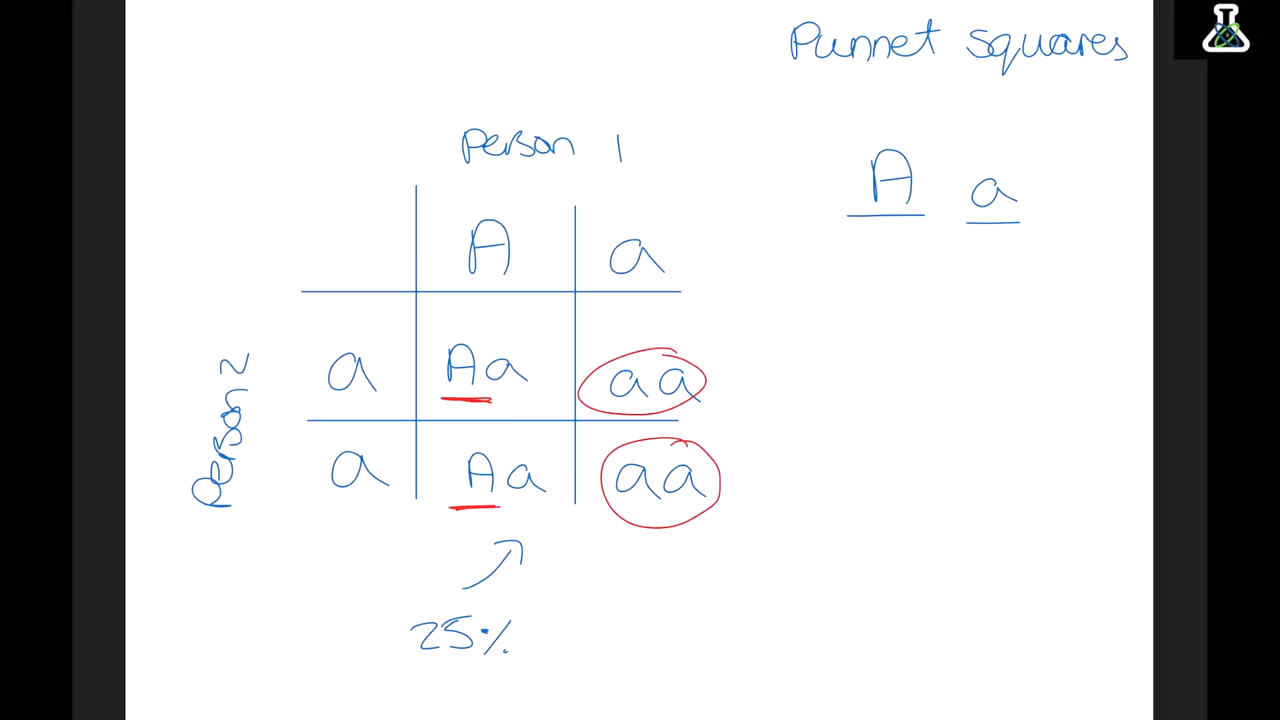 Punnet squares
Person 1
A a
A a
Person 2
a Aa aa
a Aa aa
25%